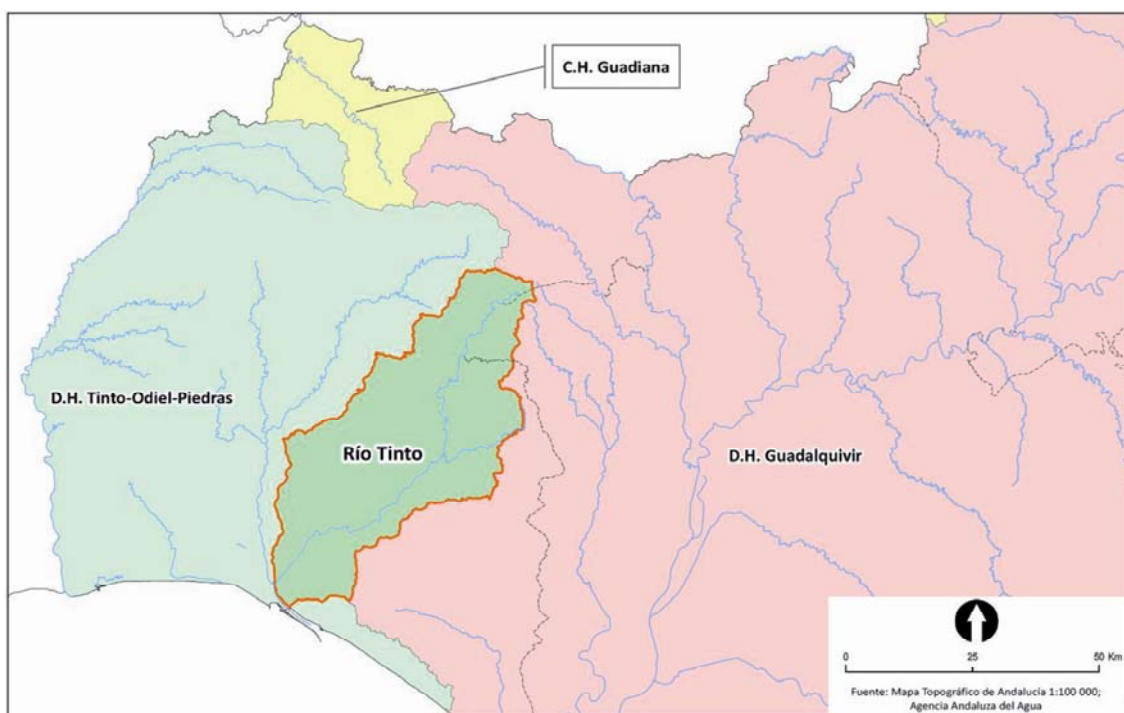 C.H. Guadiana
D.H. Tinto-Odiel-Piedras
Río Tinto
D.H. Guadalquivir
0 25 50 Km
Fuente: Mapa Topográfico de Andalucía 1:100 000;
Agencia Andaluza del Agua